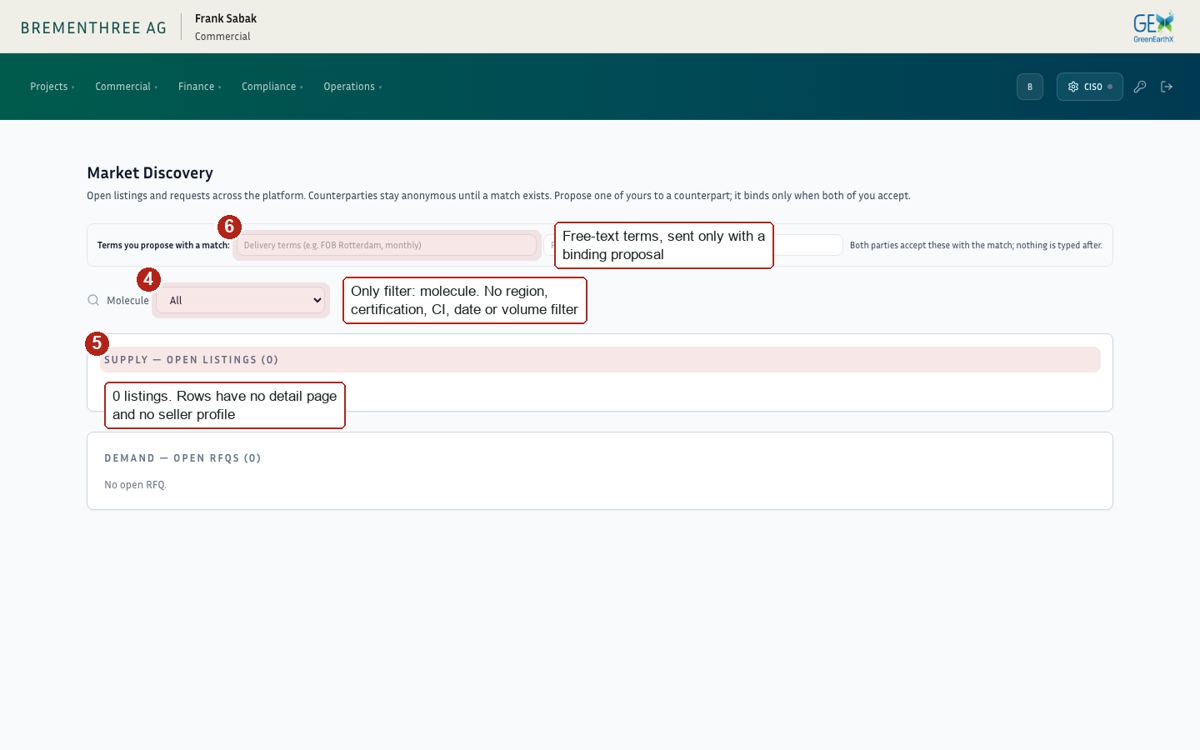 BREMENTHREE AG
Frank Sabak
Commercial
GEX
GreenEarthX
Projects
Commercial
Finance
Compliance
Operations
B
CISO
Market Discovery
Open listings and requests across the platform. Counterparties stay anonymous until a match exists. Propose one of yours to a counterpart; it binds only when both of you accept.
6
Terms you propose with a match:
Delivery terms (e.g. FOB Rotterdam, monthly)
Free-text terms, sent only with a
binding proposal
Both parties accept these with the match; nothing is typed after.
4
Molecule
All
Only filter: molecule. No region,
certification, CI, date or volume filter
5
SUPPLY — OPEN LISTINGS (0)
0 listings. Rows have no detail page
and no seller profile
DEMAND — OPEN RFQS (0)
No open RFQ.